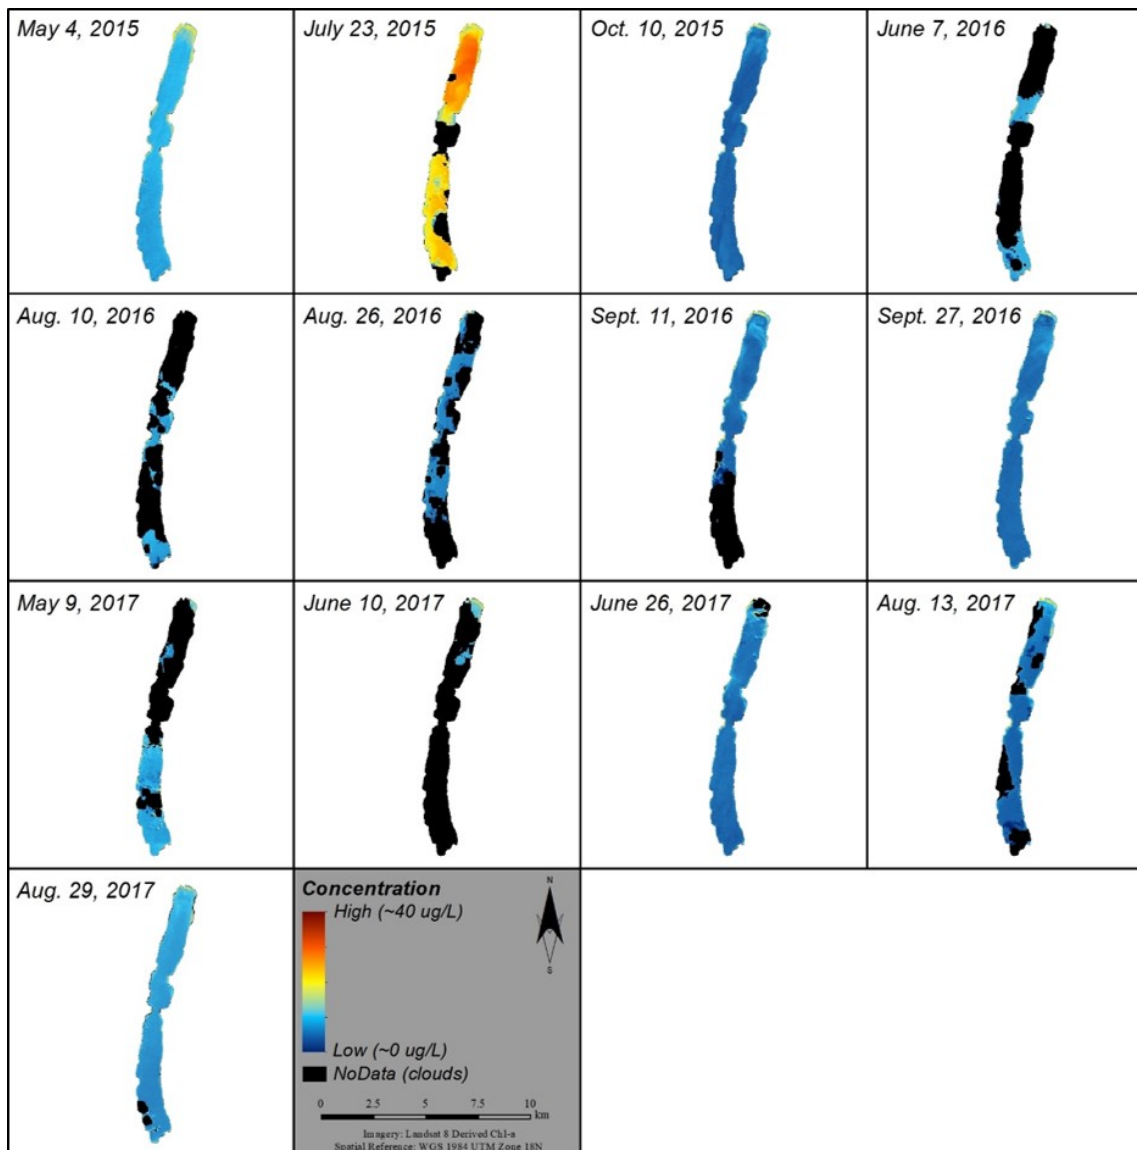 May 4, 2015
July 23, 2015
Oct. 10, 2015
June 7, 2016
Aug. 10, 2016
Aug. 26, 2016
Sept. 11, 2016
Sept. 27, 2016
May 9, 2017
June 10, 2017
June 26, 2017
Aug. 13, 2017
Aug. 29, 2017
Concentration
High (~40 ug/L)
Low (~0 ug/L)
NoData (clouds)
N
S
0 2.5 5 7.5 10
km
Imagery: Landsat 8 Derived Chl-a
Spatial Reference: WGS 1984 UTM Zone 18N